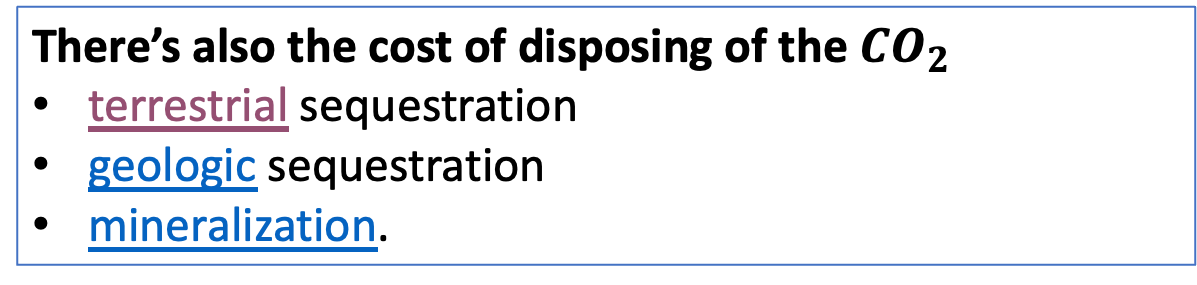 There’s also the cost of disposing of the CO₂
• terrestrial sequestration
• geologic sequestration
• mineralization.